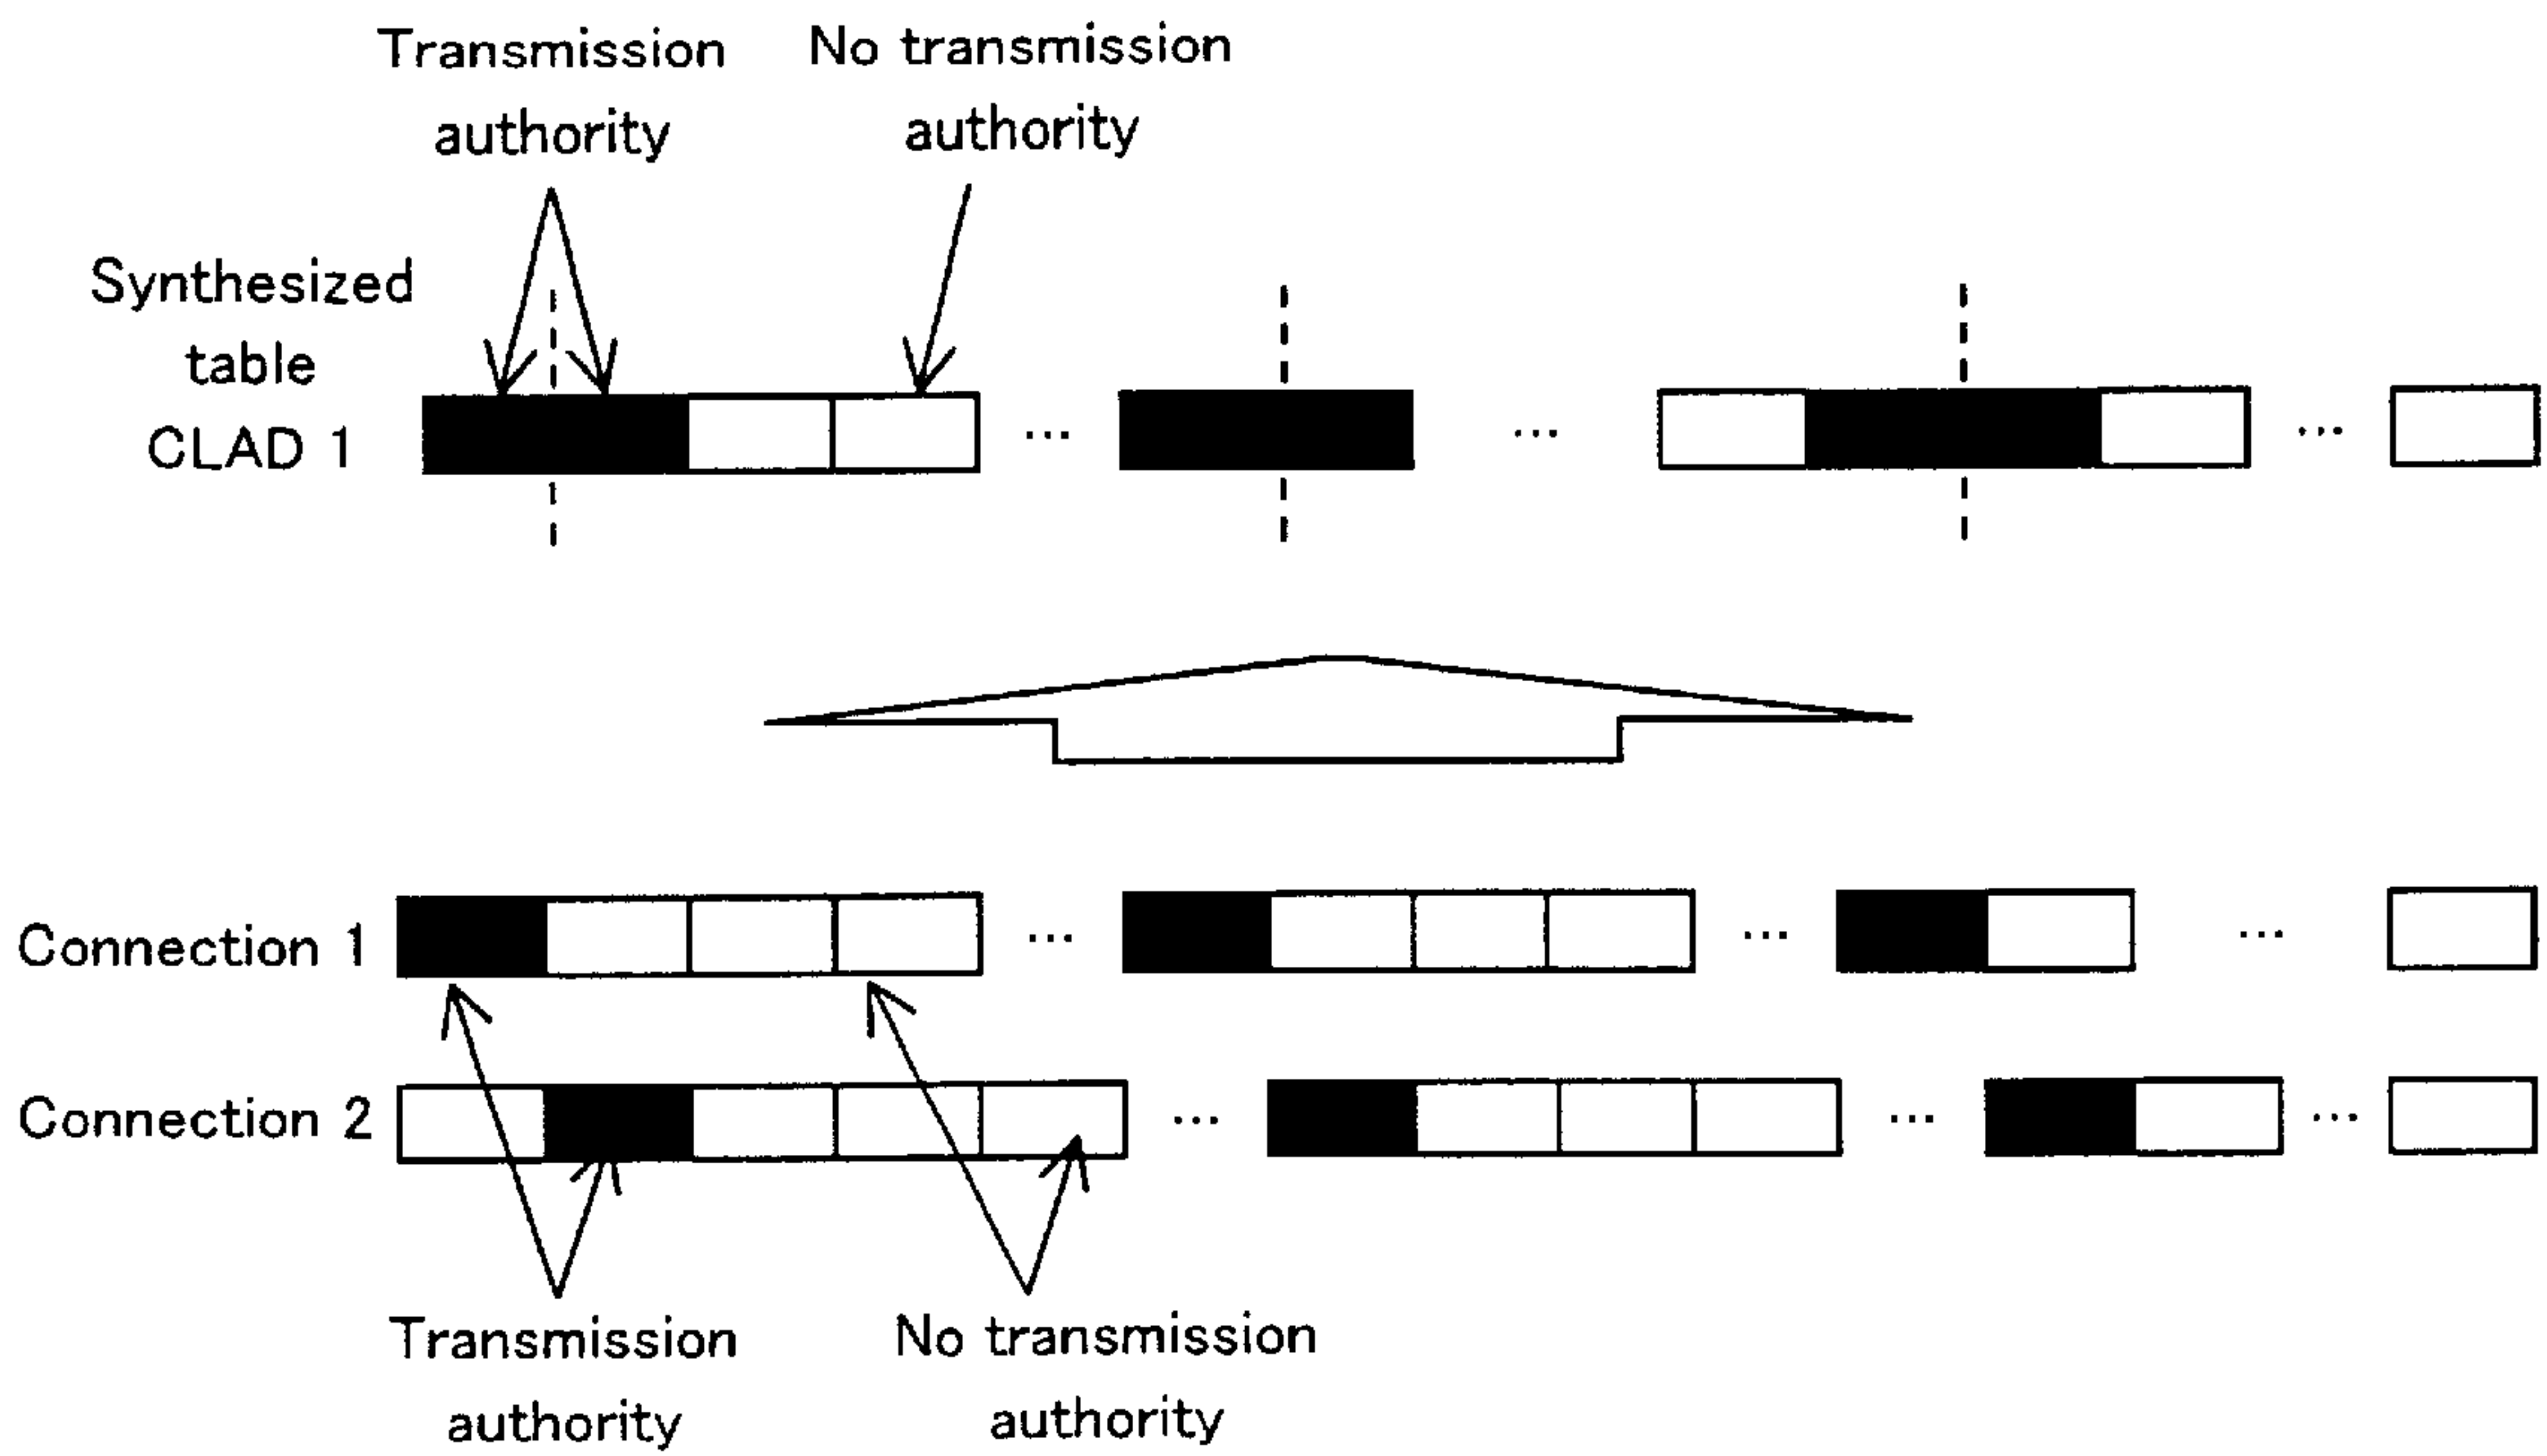 Transmission
authority
No transmission
authority
Synthesized
table
CLAD 1
...
...
...
Connection 1
...
...
...
Connection 2
...
...
...
Transmission
authority
No transmission
authority